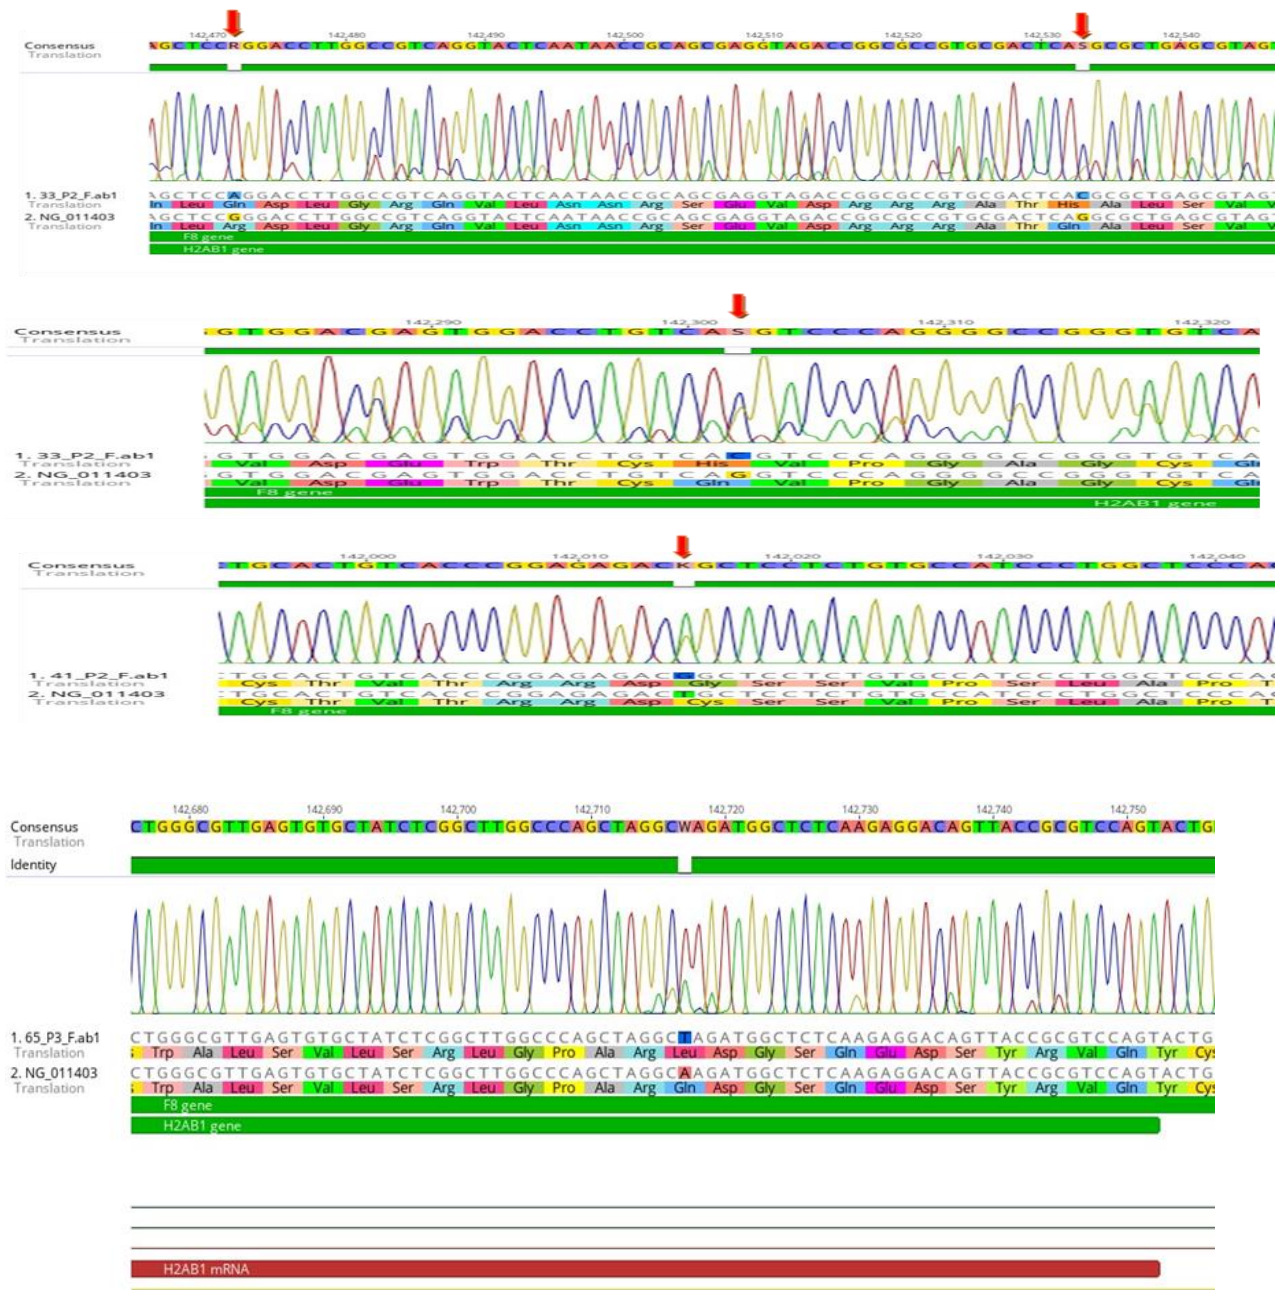 142,470 142,480 142,490 142,500 142,510 142,520 142,530 142,540
Consensus AGCTCCRGGACCTTGGCCGTCAGGTACTCAATAACCGCAGCGAGGTAGACCGGCGCCGTGCGACTCASGCGCTGAGCGTAGT
Translation
1. 33_P2_F.ab1 AGCTCCAGGACCTTGGCCGTCAGGTACTCAATAACCGCAGCGAGGTAGACCGGCGCCGTGCGACTCACGCGCTGAGCGTAGT
Translation In Leu Gln Asp Leu Gly Arg Gln Val Leu Asn Asn Arg Ser Glu Val Asp Arg Arg Arg Ala Thr His Ala Leu Ser Val V
2. NG_011403 AGCTCCGGGACCTTGGCCGTCAGGTACTCAATAACCGCAGCGAGGTAGACCGGCGCCGTGCGACTCAGGCGCTGAGCGTAGT
Translation In Leu Arg Asp Leu Gly Arg Gln Val Leu Asn Asn Arg Ser Glu Val Asp Arg Arg Arg Ala Thr Gln Ala Leu Ser Val V
F8 gene
H2AB1 gene
142,290 142,300 142,310 142,320
Consensus GTGGACGAGTGGACCTGTCASGTCCCAGGGGCCGGGTGTCA
Translation
1. 33_P2_F.ab1 GTGGACGAGTGGACCTGTCACGTCCCAGGGGCCGGGTGTCA
Translation Val Asp Glu Trp Thr Cys His Val Pro Gly Ala Gly Cys Gln
2. NG_011403 GTGGACGAGTGGACCTGTCAGGTCCCAGGGGCCGGGTGTCA
Translation Val Asp Glu Trp Thr Cys Gln Val Pro Gly Ala Gly Cys Gln
F8 gene H2AB1 gene
142,000 142,010 142,020 142,030 142,040
Consensus CTGCACTGTCACCCGGAGAGACKGCTCCTCTGTGCCATCCCTGGCTCCCAC
Translation
1. 41_P2_F.ab1
Translation Cys Thr Val Thr Arg Arg Asp Gly Ser Ser Val Pro Ser Leu Ala Pro T
2. NG_011403
Translation Cys Thr Val Thr Arg Arg Asp Cys Ser Ser Val Pro Ser Leu Ala Pro T
F8 gene
142,680 142,690 142,700 142,710 142,720 142,730 142,740 142,750
Consensus CTGGGCGTTGAGTGTGCTATCTCGGCTTGGCCCAGCTAGGCWAGATGGCTCTCAAGAGGACAGTTACCGCGTCCAGTACTG
Translation
Identity
1. 65_P3_F.ab1 CTGGGCGTTGAGTGTGCTATCTCGGCTTGGCCCAGCTAGGCTAGATGGCTCTCAAGAGGACAGTTACCGCGTCCAGTACTG
Translation s Trp Ala Leu Ser Val Leu Ser Arg Leu Gly Pro Ala Arg Leu Asp Gly Ser Gln Glu Asp Ser Tyr Arg Val Gln Tyr Cys
2. NG_011403 CTGGGCGTTGAGTGTGCTATCTCGGCTTGGCCCAGCTAGGCAAGATGGCTCTCAAGAGGACAGTTACCGCGTCCAGTACTG
Translation s Trp Ala Leu Ser Val Leu Ser Arg Leu Gly Pro Ala Arg Gln Asp Gly Ser Gln Glu Asp Ser Tyr Arg Val Gln Tyr Cys
F8 gene
H2AB1 gene
H2AB1 mRNA